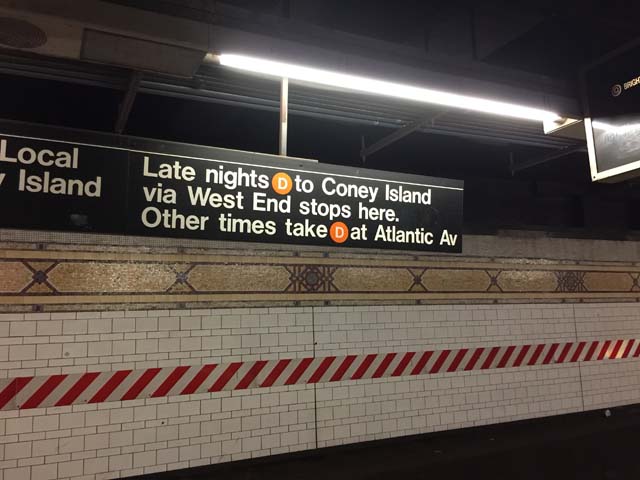 Local
Island
Late nights D to Coney Island
via West End stops here.
Other times take D at Atlantic Av